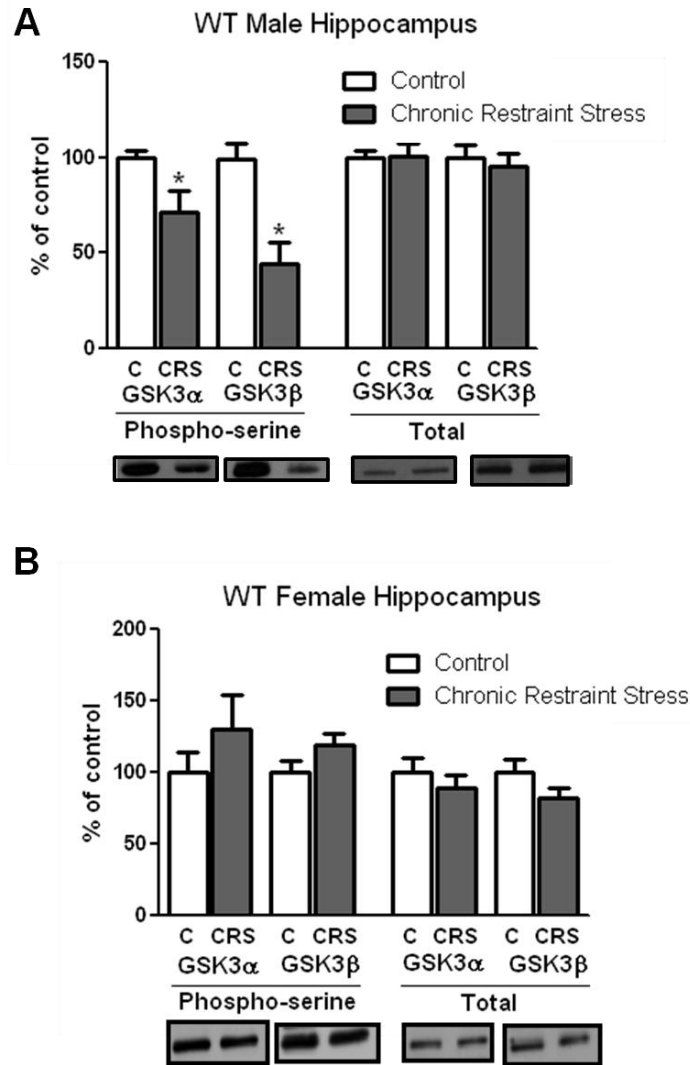 A
WT Male Hippocampus
150
100
50
0
% of control
Control
Chronic Restraint Stress
*
*
C CRS C CRS C CRS C CRS
GSK3α GSK3β GSK3α GSK3β
Phospho-serine Total
B
WT Female Hippocampus
200
150
100
50
0
% of control
Control
Chronic Restraint Stress
C CRS C CRS C CRS C CRS
GSK3α GSK3β GSK3α GSK3β
Phospho-serine Total